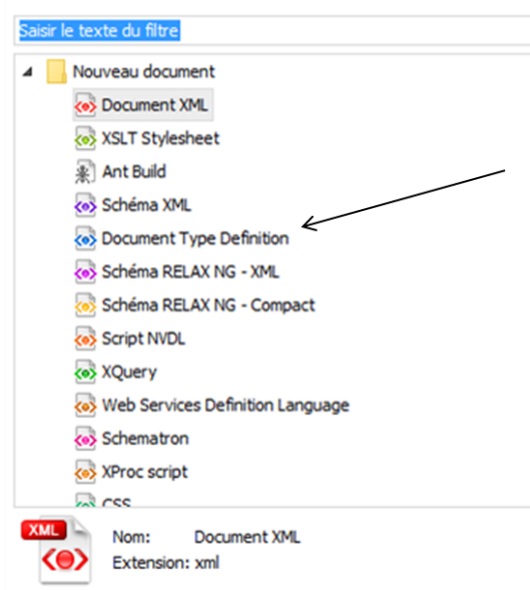 Saisir le texte du filtre
Nouveau document
Document XML
XSLT Stylesheet
Ant Build
Schéma XML
Document Type Definition
Schéma RELAX NG - XML
Schéma RELAX NG - Compact
Script NVDL
XQuery
Web Services Definition Language
Schematron
XProc script
CSS
XML
Nom: Document XML
Extension: xml